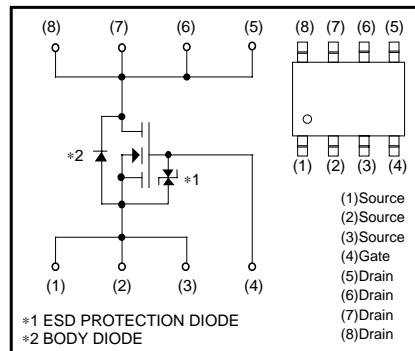 (8) (7) (6) (5)
(8) (7) (6) (5)
∗2
∗1
(1) (2) (3) (4)
(1) (2) (3) (4)
(1)Source
(2)Source
(3)Source
(4)Gate
(5)Drain
(6)Drain
(7)Drain
(8)Drain
∗1 ESD PROTECTION DIODE
∗2 BODY DIODE